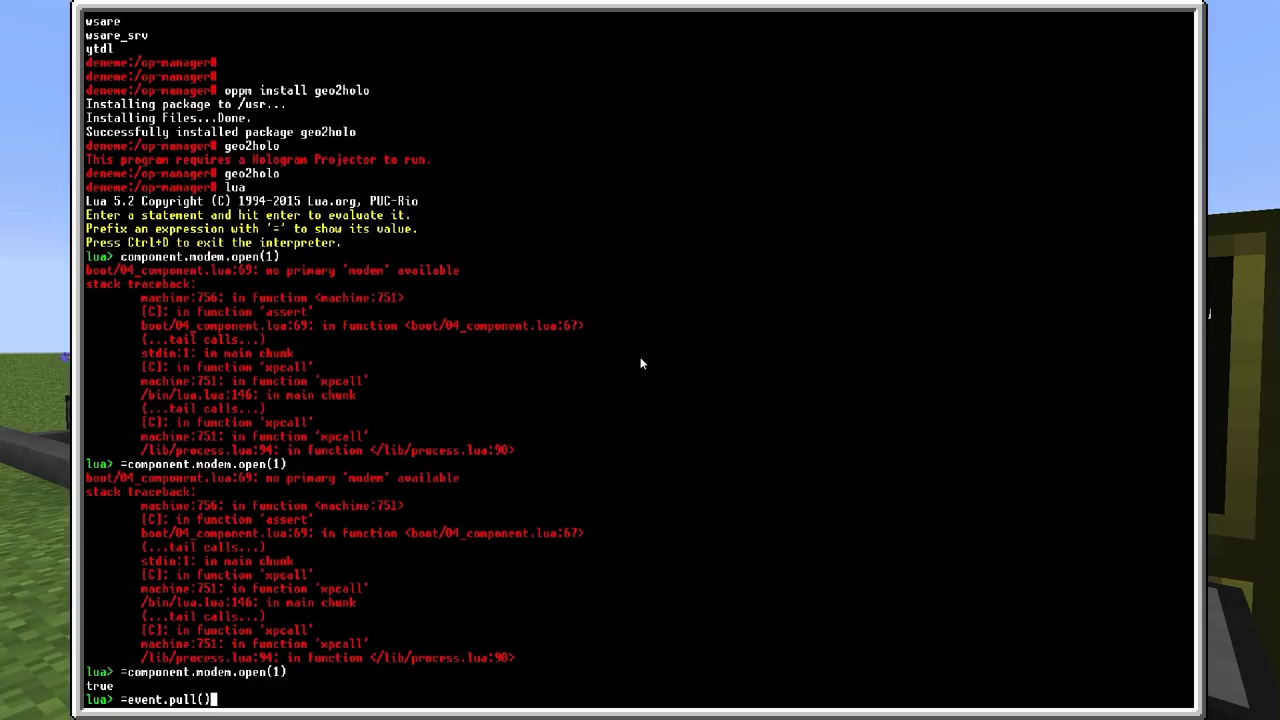 wsare
wsare_srv
ytdl
deneme:/op-manager#
deneme:/op-manager#
deneme:/op-manager# oppm install geo2holo
Installing package to /usr...
Installing Files...Done.
Successfully installed package geo2holo
deneme:/op-manager# geo2holo
This program requires a Hologram Projector to run.
deneme:/op-manager# geo2holo
deneme:/op-manager# lua
Lua 5.2 Copyright (C) 1994-2015 Lua.org, PUC-Rio
Enter a statement and hit enter to evaluate it.
Prefix an expression with '=' to show its value.
Press Ctrl+D to exit the interpreter.
lua> component.modem.open(1)
boot/04_component.lua:69: no primary 'modem' available
stack traceback:
machine:756: in function <machine:751>
[C]: in function 'assert'
boot/04_component.lua:69: in function <boot/04_component.lua:67>
(...tail calls...)
stdin:1: in main chunk
[C]: in function 'xpcall'
machine:751: in function 'xpcall'
/bin/lua.lua:146: in main chunk
(...tail calls...)
[C]: in function 'xpcall'
machine:751: in function 'xpcall'
/lib/process.lua:94: in function </lib/process.lua:90>
lua> =component.modem.open(1)
boot/04_component.lua:69: no primary 'modem' available
stack traceback:
machine:756: in function <machine:751>
[C]: in function 'assert'
boot/04_component.lua:69: in function <boot/04_component.lua:67>
(...tail calls...)
stdin:1: in main chunk
[C]: in function 'xpcall'
machine:751: in function 'xpcall'
/bin/lua.lua:146: in main chunk
(...tail calls...)
[C]: in function 'xpcall'
machine:751: in function 'xpcall'
/lib/process.lua:94: in function </lib/process.lua:90>
lua> =component.modem.open(1)
true
lua> =event.pull()